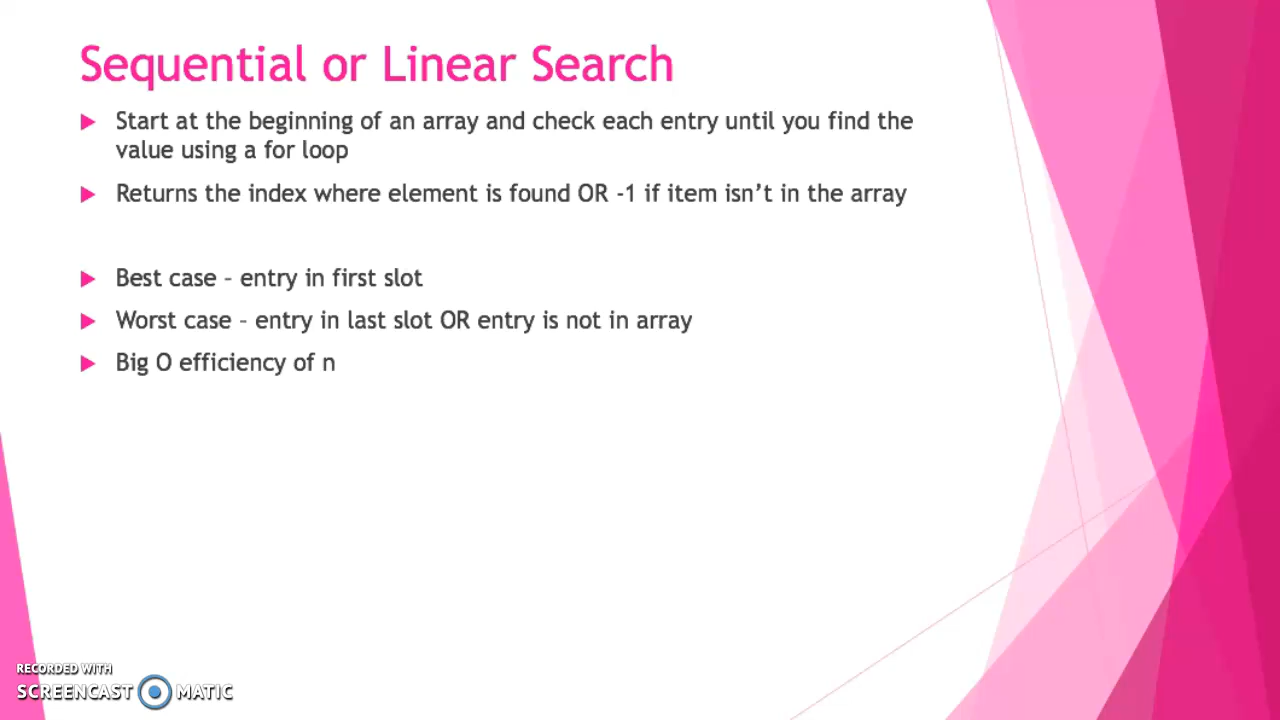 Sequential or Linear Search
Start at the beginning of an array and check each entry until you find the
value using a for loop
Returns the index where element is found OR -1 if item isn’t in the array
Best case – entry in first slot
Worst case – entry in last slot OR entry is not in array
Big O efficiency of n
RECORDED WITH
SCREENCAST MATIC